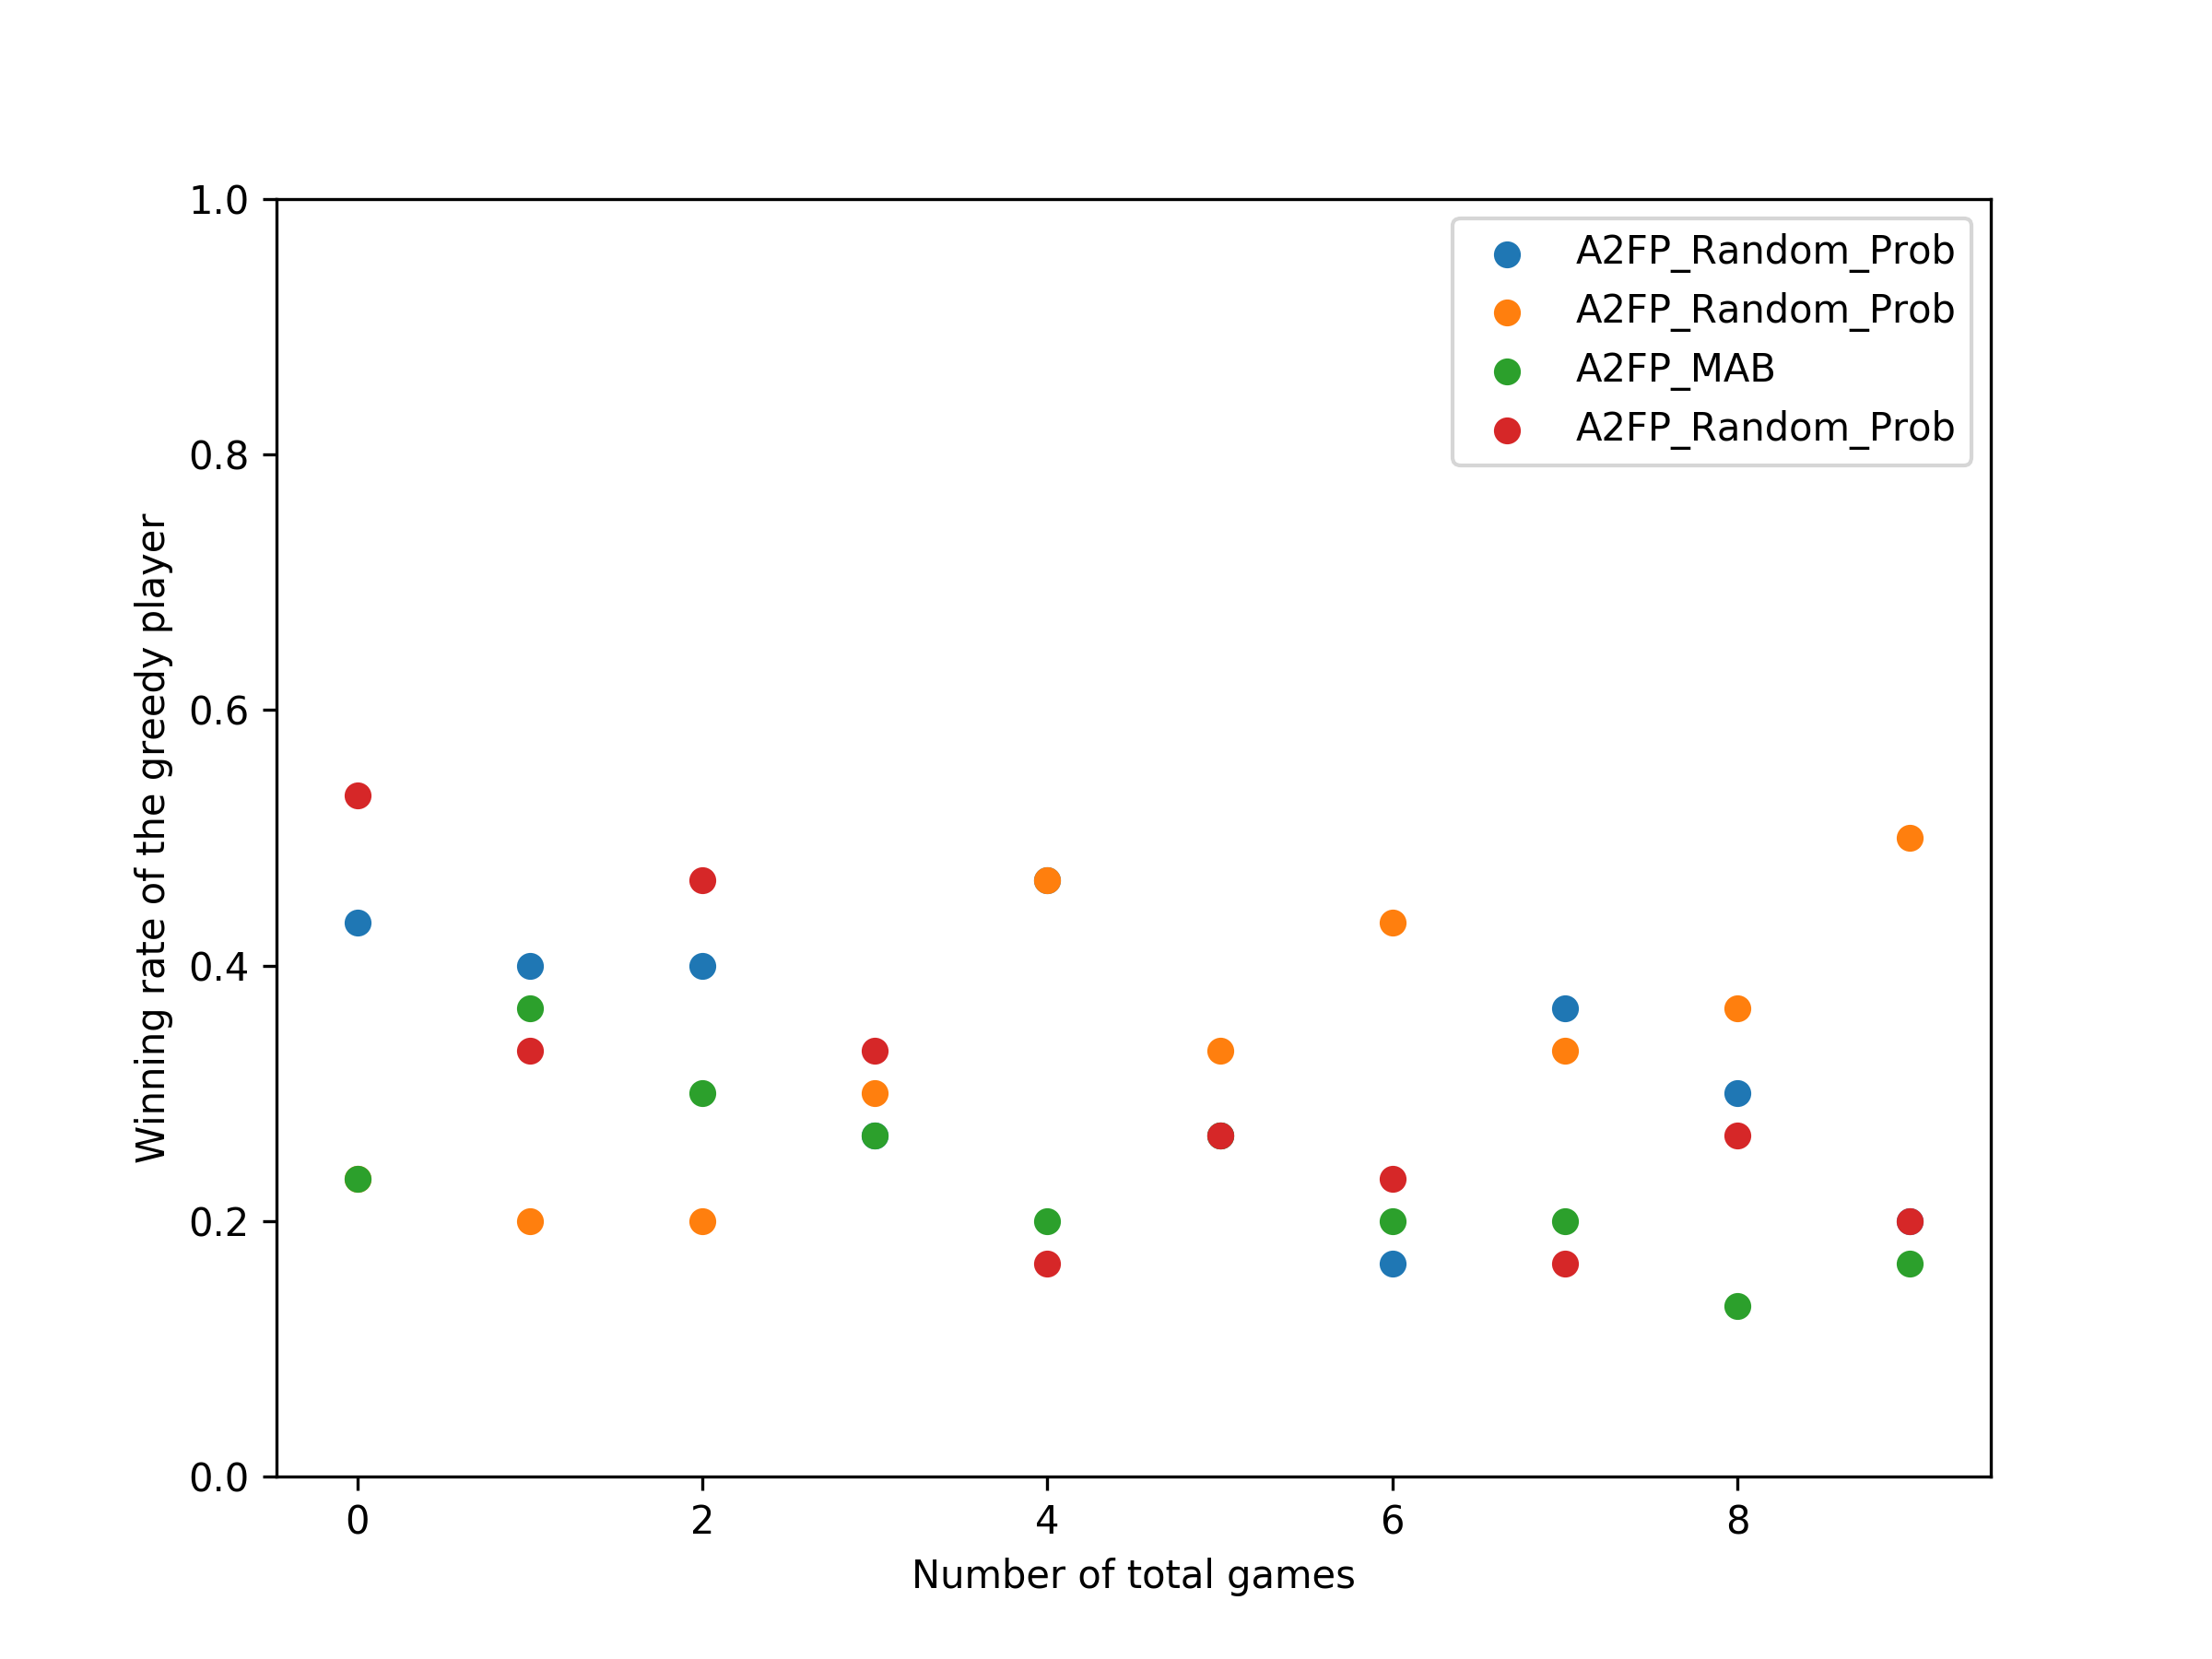 1.0
0.8
0.6
0.4
0.2
0.0
Winning rate of the greedy player
A2FP_Random_Prob
A2FP_Random_Prob
A2FP_MAB
A2FP_Random_Prob
0 2 4 6 8
Number of total games